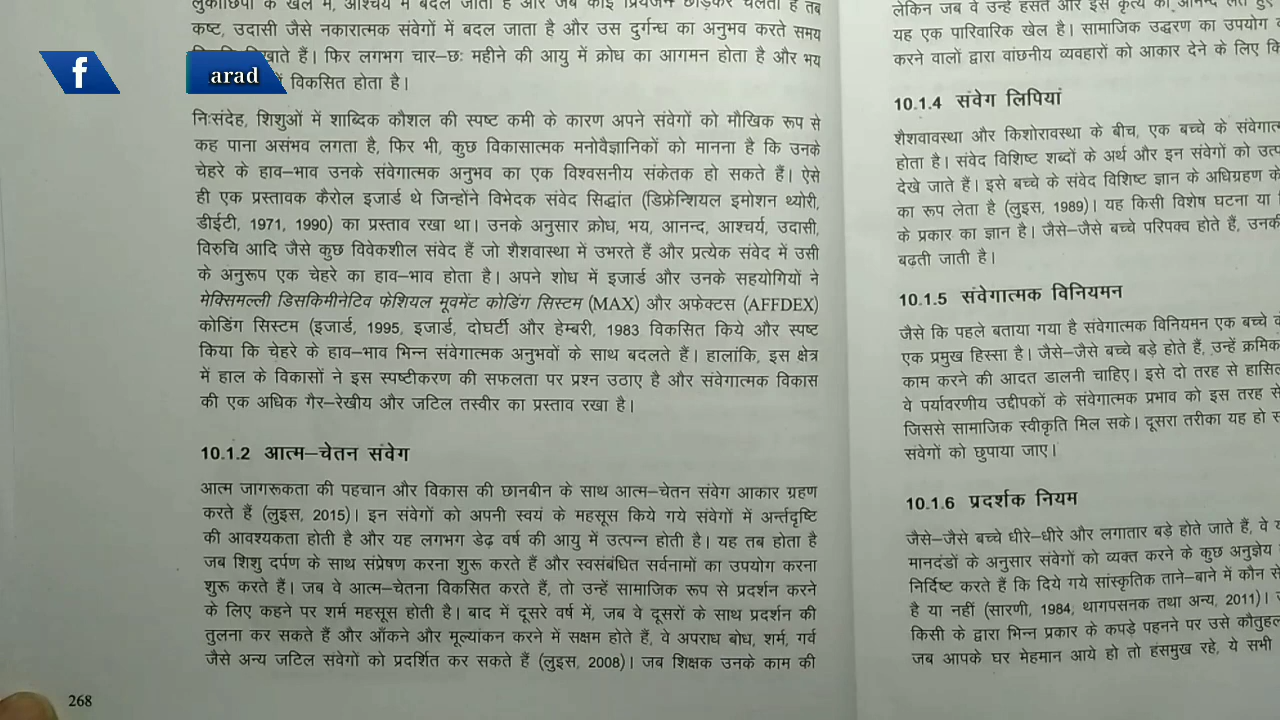 लुकाछिपी के खेल में, आश्चर्य में बदल जाता है और जब कोई प्रियजन छोड़कर चलता है तब
कष्ट, उदासी जैसे नकारात्मक संवेगों में बदल जाता है और उस दुर्गन्ध का अनुभव करते समय
दिखाते हैं। फिर लगभग चार–छः महीने की आयु में क्रोध का आगमन होता है और भय
f
arad
विकसित होता है।
निःसंदेह, शिशुओं में शाब्दिक कौशल की स्पष्ट कमी के कारण अपने संवेगों को मौखिक रूप से
कह पाना असंभव लगता है, फिर भी, कुछ विकासात्मक मनोवैज्ञानिकों को मानना है कि उनके
चेहरे के हाव–भाव उनके संवेगात्मक अनुभव का एक विश्वसनीय संकेतक हो सकते हैं। ऐसे
ही एक प्रस्तावक कैरोल इजार्ड थे जिन्होंने विभेदक संवेद सिद्धांत (डिफ्रेन्शियल इमोशन थ्योरी,
डीईटी, 1971, 1990) का प्रस्ताव रखा था। उनके अनुसार क्रोध, भय, आनन्द, आश्चर्य, उदासी,
विरुचि आदि जैसे कुछ विवेकशील संवेद हैं जो शैशवास्था में उभरते हैं और प्रत्येक संवेद में उसी
के अनुरूप एक चेहरे का हाव–भाव होता है। अपने शोध में इजार्ड और उनके सहयोगियों ने
मेक्सिमल्ली डिसकिमीनेटिव फेशियल मूवमेंट कोडिंग सिस्टम (MAX) और अफेक्टस (AFFDEX)
कोडिंग सिस्टम (इजार्ड, 1995, इजार्ड, दोघर्टी और हेम्बरी, 1983 विकसित किये और स्पष्ट
किया कि चेहरे के हाव–भाव भिन्न संवेगात्मक अनुभवों के साथ बदलते हैं। हालांकि, इस क्षेत्र
में हाल के विकासों ने इस स्पष्टीकरण की सफलता पर प्रश्न उठाए है और संवेगात्मक विकास
की एक अधिक गैर–रेखीय और जटिल तस्वीर का प्रस्ताव रखा है।
10.1.2 आत्म–चेतन संवेग
आत्म जागरूकता की पहचान और विकास की छानबीन के साथ आत्म–चेतन संवेग आकार ग्रहण
करते हैं (लुइस, 2015)। इन संवेगों को अपनी स्वयं के महसूस किये गये संवेगों में अर्न्तदृष्टि
की आवश्यकता होती है और यह लगभग डेढ़ वर्ष की आयु में उत्पन्न होती है। यह तब होता है
जब शिशु दर्पण के साथ संप्रेषण करना शुरू करते हैं और स्वसंबंधित सर्वनामों का उपयोग करना
शुरू करते हैं। जब वे आत्म–चेतना विकसित करते हैं, तो उन्हें सामाजिक रूप से प्रदर्शन करने
के लिए कहने पर शर्म महसूस होती है। बाद में दूसरे वर्ष में, जब वे दूसरों के साथ प्रदर्शन की
तुलना कर सकते हैं और आँकने और मूल्यांकन करने में सक्षम होते हैं, वे अपराध बोध, शर्म, गर्व
जैसे अन्य जटिल संवेगों को प्रदर्शित कर सकते हैं (लुइस, 2008)। जब शिक्षक उनके काम की
268
लेकिन जब वे उन्हें हंसते और इस कृत्य का आनन्द लेते हुए
यह एक पारिवारिक खेल है। सामाजिक उद्धरण का उपयोग
करने वालों द्वारा वांछनीय व्यवहारों को आकार देने के लिए
10.1.4 संवेग लिपियां
शैशवावस्था और किशोरावस्था के बीच, एक बच्चे के
होता है। संवेद विशिष्ट शब्दों के अर्थ और इन संवेगों को
देखे जाते हैं। इसे बच्चे के संवेद विशिष्ट ज्ञान के अधिग्रहण
का रूप लेता है (लुइस, 1989)। यह किसी विशेष घटना या
के प्रकार का ज्ञान है। जैसे–जैसे बच्चे परिपक्व होते हैं,
बढ़ती जाती है।
10.1.5 संवेगात्मक विनियमन
जैसे कि पहले बताया गया है संवेगात्मक विनियमन एक बच्चे
एक प्रमुख हिस्सा है। जैसे–जैसे बच्चे बड़े होते हैं, उन्हें
काम करने की आदत डालनी चाहिए। इसे दो तरह से
वे पर्यावरणीय उद्दीपकों के संवेगात्मक प्रभाव को इस तरह से
जिससे सामाजिक स्वीकृति मिल सके। दूसरा तरीका यह हो
संवेगों को छुपाया जाए।
10.1.6 प्रदर्शक नियम
जैसे–जैसे बच्चे धीरे–धीरे और लगातार बड़े होते जाते हैं, वे
मानदंडों के अनुसार संवेगों को व्यक्त करने के कुछ अनुज्ञेय
निर्दिष्ट करते हैं कि दिये गये सांस्कृतिक ताने–बाने में कौन
है या नहीं (सारणी, 1984, थागपसनक तथा अन्य, 2011)।
किसी के द्वारा भिन्न प्रकार के कपड़े पहनने पर उसे
जब आपके घर मेहमान आये हो तो हंसमुख रहे, ये सभी